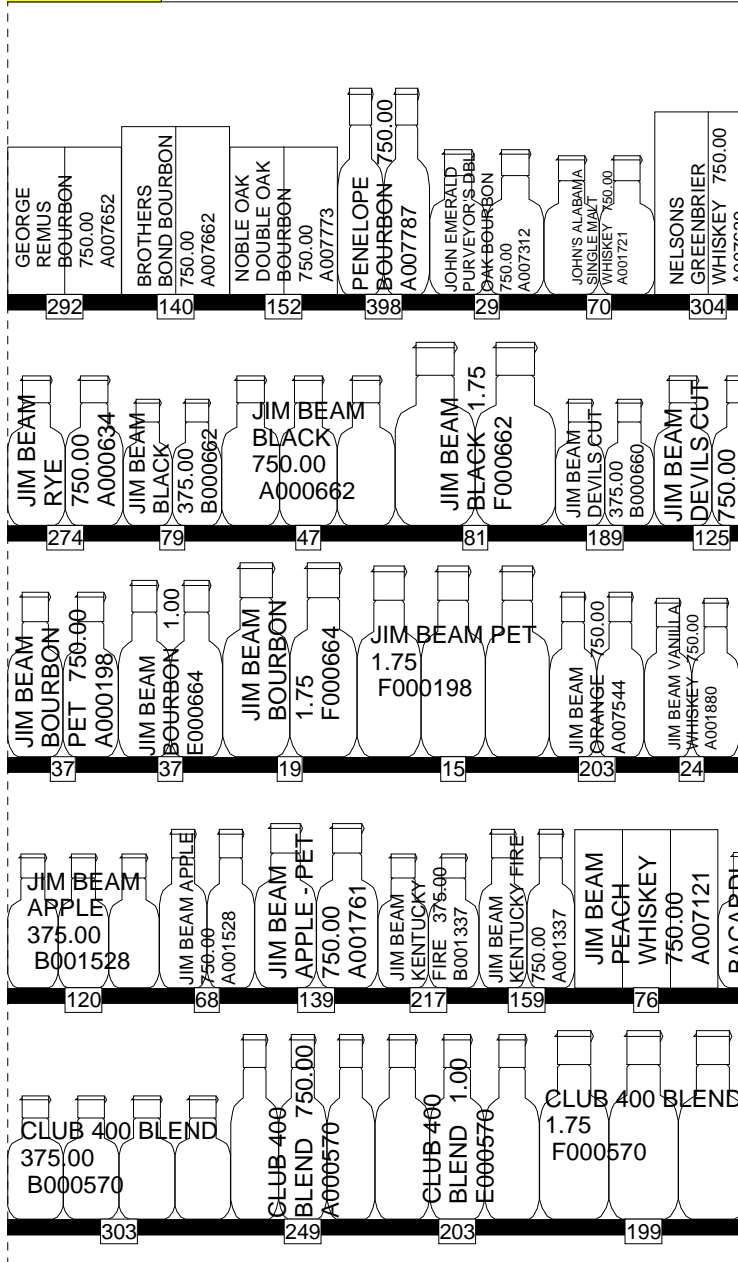 GEORGE
REMUS
BOURBON
750.00
A007652
BROTHERS
BOND BOURBON
750.00
A007662
NOBLE OAK
DOUBLE OAK
BOURBON
750.00
A007773
PENELOPE
BOURBON 750.00
A007787
JOHN EMERALD
PURVEYOR'S DBL
OAK BOURBON
750.00
A007312
JOHN'S ALABAMA
SINGLE MALT
WHISKEY 750.00
A001721
NELSONS
GREENBRIER
WHISKEY 750.00
292
140
152
398
29
70
304
JIM BEAM
RYE
750.00
A000634
JIM BEAM
BLACK
375.00
B000662
JIM BEAM
BLACK
750.00
A000662
JIM BEAM
BLACK 1.75
F000662
JIM BEAM
DEVILS CUT
375.00
B000660
JIM BEAM
DEVILS CUT
750.00
274
79
47
81
189
125
JIM BEAM
BOURBON
PET 750.00
A000198
JIM BEAM
BOURBON 1.00
E000664
JIM BEAM
BOURBON
1.75
F000664
JIM BEAM PET
1.75
F000198
JIM BEAM
ORANGE 750.00
A007544
JIM BEAM VANILLA
WHISKEY 750.00
A001880
37
37
19
15
203
24
JIM BEAM
APPLE
375.00
B001528
JIM BEAM APPLE
750.00
A001528
JIM BEAM
APPLE - PET
750.00
A001761
JIM BEAM
KENTUCKY
FIRE 375.00
B001337
JIM BEAM
KENTUCKY FIRE
750.00
A001337
JIM BEAM
PEACH
WHISKEY
750.00
A007121
120
68
139
217
159
76
CLUB 400 BLEND
375.00
B000570
CLUB 400
BLEND 750.00
A000570
CLUB 400
BLEND 1.00
E000570
CLUB 400 BLEND
1.75
F000570
303
249
203
199